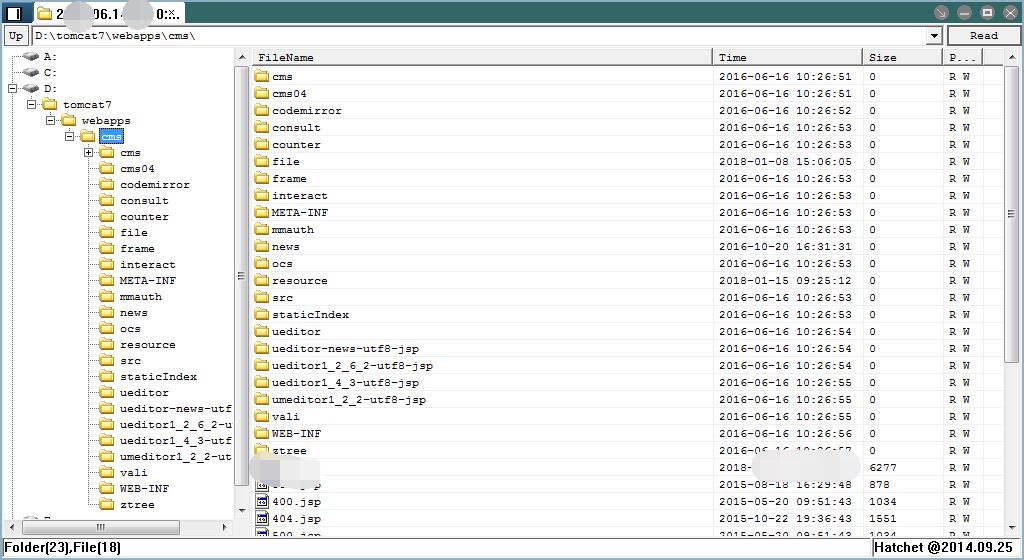 Up D:\tomcat7\webapps\cms\ Read
A:
C:
D:
tomcat7
webapps
cms
cms
cms04
codemirror
consult
counter
file
frame
interact
META-INF
mmauth
news
ocs
resource
src
staticIndex
ueditor
ueditor-news-utf
ueditor1_2_6_2-u
ueditor1_4_3-utf
umeditor1_2_2-ut
vali
WEB-INF
ztree
FileName Time Size P...
cms 2016-06-16 10:26:51 0 R W
cms04 2016-06-16 10:26:51 0 R W
codemirror 2016-06-16 10:26:52 0 R W
consult 2016-06-16 10:26:53 0 R W
counter 2016-06-16 10:26:53 0 R W
file 2018-01-08 15:06:05 0 R W
frame 2016-06-16 10:26:53 0 R W
interact 2016-06-16 10:26:53 0 R W
META-INF 2016-06-16 10:26:53 0 R W
mmauth 2016-06-16 10:26:53 0 R W
news 2016-10-20 16:31:31 0 R W
ocs 2016-06-16 10:26:53 0 R W
resource 2018-01-15 09:25:12 0 R W
src 2016-06-16 10:26:53 0 R W
staticIndex 2016-06-16 10:26:53 0 R W
ueditor 2016-06-16 10:26:54 0 R W
ueditor-news-utf8-jsp 2016-06-16 10:26:54 0 R W
ueditor1_2_6_2-utf8-jsp 2016-06-16 10:26:54 0 R W
ueditor1_4_3-utf8-jsp 2016-06-16 10:26:55 0 R W
umeditor1_2_2-utf8-jsp 2016-06-16 10:26:55 0 R W
vali 2016-06-16 10:26:55 0 R W
WEB-INF 2016-06-16 10:26:56 0 R W
ztree 2016-06-16 10:26:57 0 R W
2018- 6277 R W
2015-08-18 16:29:48 878 R W
400.jsp 2015-05-20 09:51:43 1034 R W
404.jsp 2015-10-22 19:36:43 1551 R W
500.jsp 2015-05-20 09:51:43 1034 R W
Folder(23),File(18) Hatchet @2014.09.25